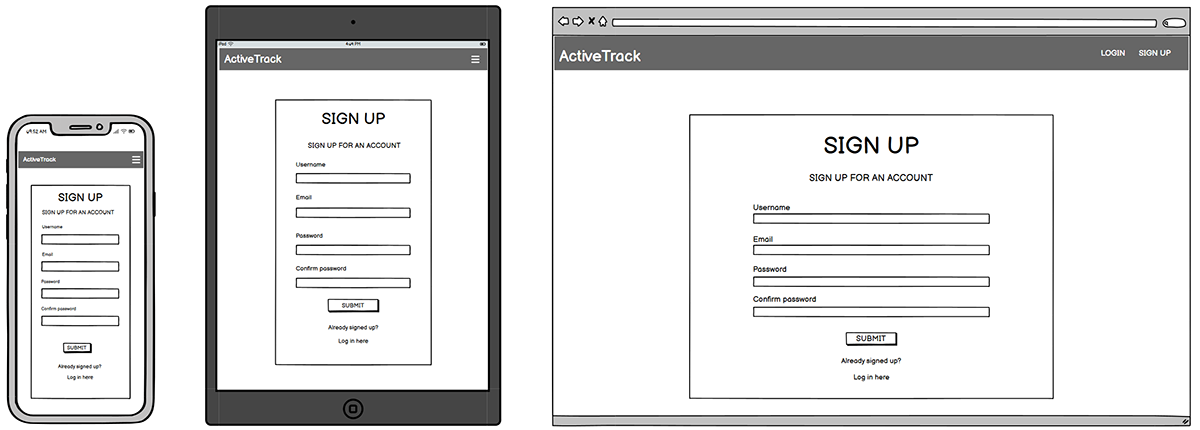 9:52 AM
ActiveTrack
SIGN UP
SIGN UP FOR AN ACCOUNT
Username
Email
Password
Confirm password
SUBMIT
Already signed up?
Log in here
iPad
4:04 PM
ActiveTrack
SIGN UP
SIGN UP FOR AN ACCOUNT
Username
Email
Password
Confirm password
SUBMIT
Already signed up?
Log in here
ActiveTrack
LOGIN SIGN UP
SIGN UP
SIGN UP FOR AN ACCOUNT
Username
Email
Password
Confirm password
SUBMIT
Already signed up?
Log in here